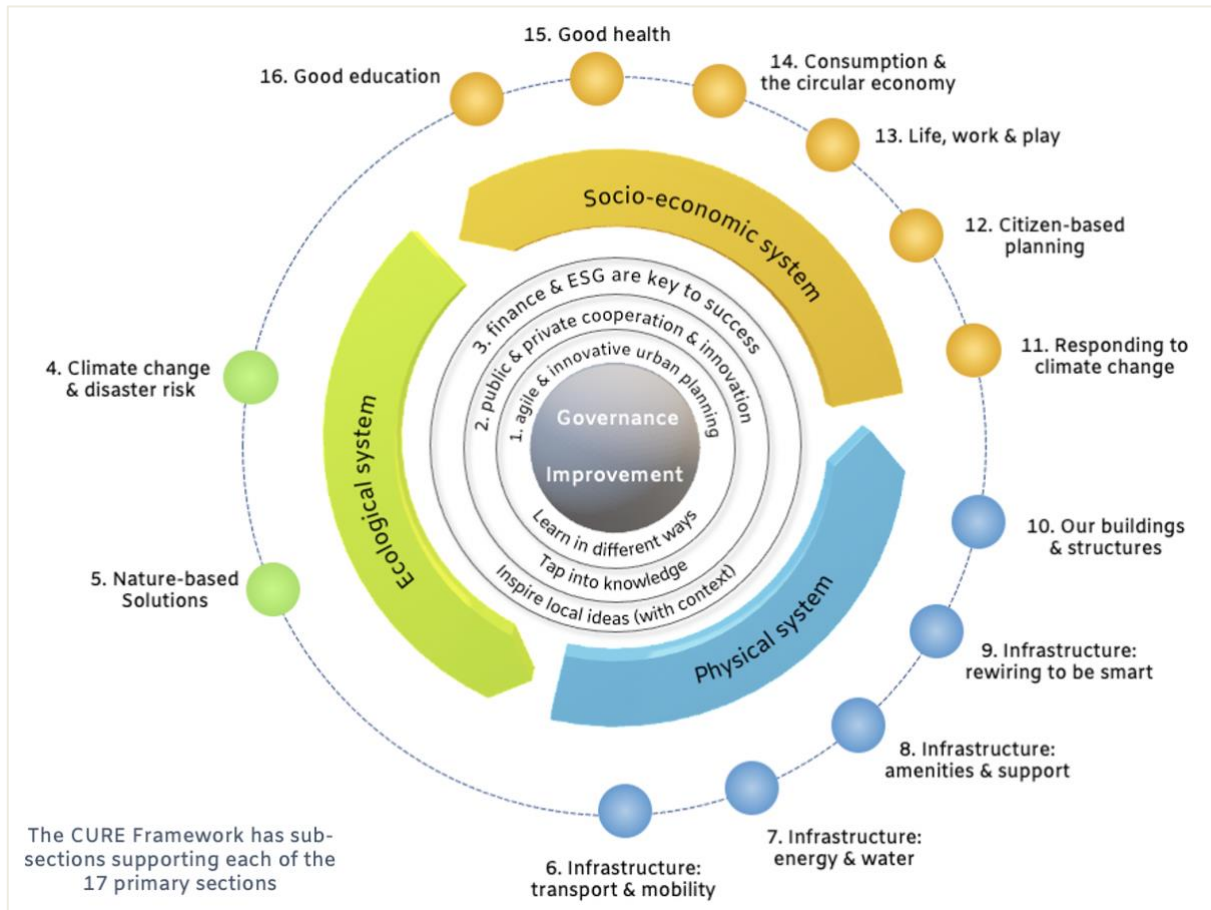 15. Good health
16. Good education
14. Consumption &
the circular economy
13. Life, work & play
12. Citizen-based
planning
11. Responding to
climate change
10. Our buildings
& structures
9. Infrastructure:
rewiring to be smart
8. Infrastructure:
amenities & support
7. Infrastructure:
energy & water
6. Infrastructure:
transport & mobility
5. Nature-based
Solutions
4. Climate change
& disaster risk
Socio-economic system
Ecological system
Physical system
3. finance & ESG are key to success
2. public & private cooperation & innovation
1. agile & innovative urban planning
Governance
Improvement
Learn in different ways
Tap into knowledge
Inspire local ideas (with context)
The CURE Framework has sub-
sections supporting each of the
17 primary sections